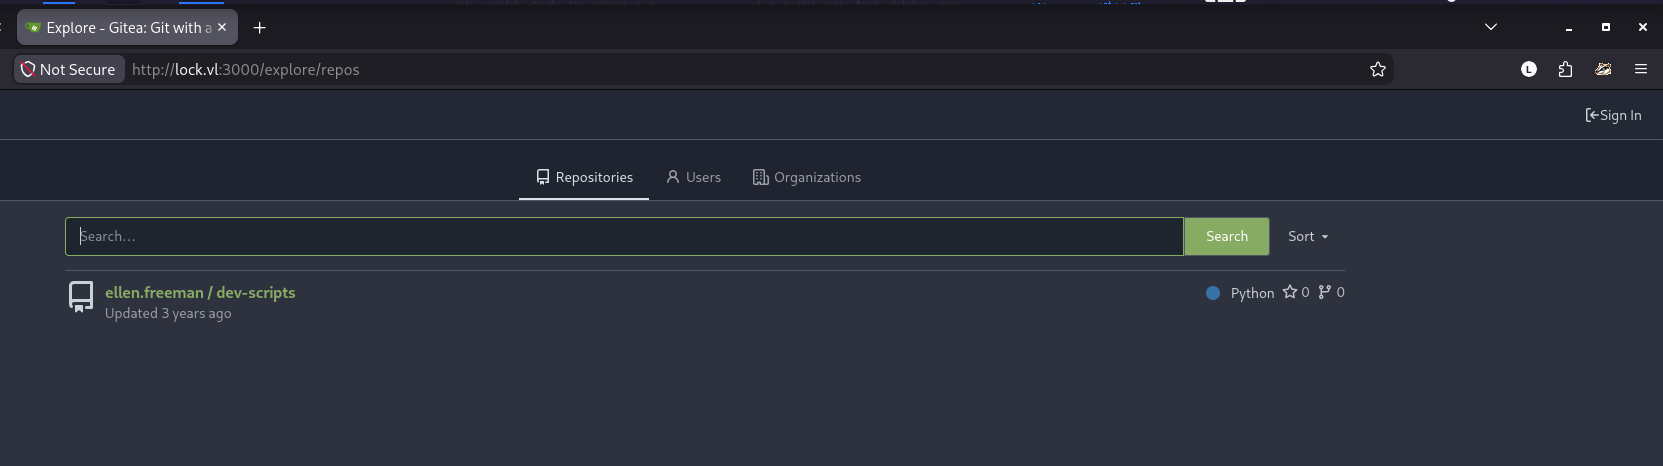 Explore - Gitea: Git with a
Not Secure http://lock.vl:3000/explore/repos
L
Sign In
Repositories Users Organizations
Search... Search Sort
ellen.freeman / dev-scripts Python 0 0
Updated 3 years ago